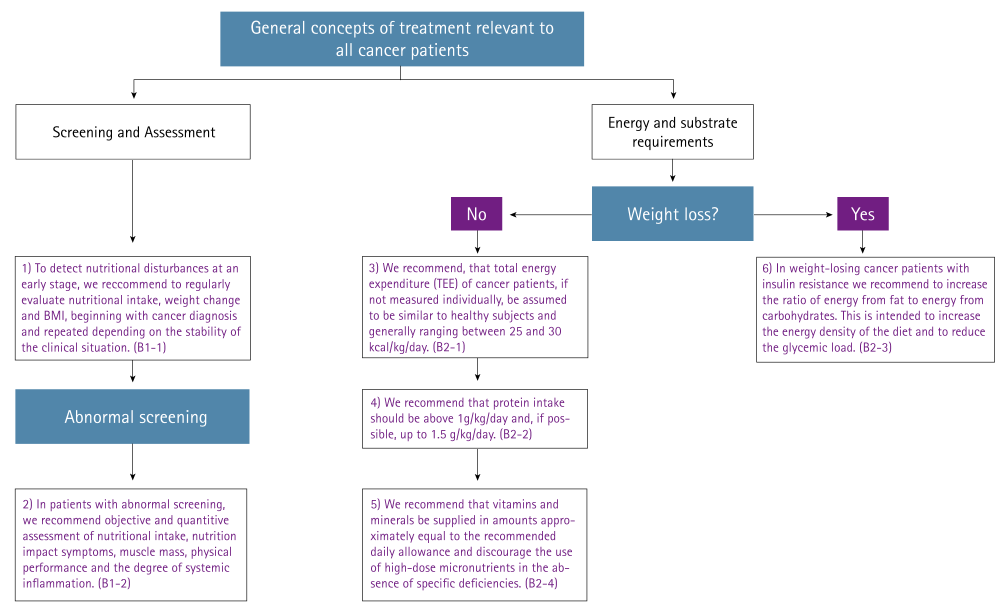 General concepts of treatment relevant to
all cancer patients
Screening and Assessment
Energy and substrate
requirements
No
Weight loss?
Yes
1) To detect nutritional disturbances at an
early stage, we reccommend to regularly
evaluate nutritional intake, weight change
and BMI, beginning with cancer diagnosis
and repeated depending on the stability of
the clinical situation. (B1-1)
Abnormal screening
2) In patients with abnormal screening,
we recommend objective and quantitive
assessment of nutritional intake, nutrition
impact symptoms, muscle mass, physical
performance and the degree of systemic
inflammation. (B1-2)
3) We recommend, that total energy
expenditure (TEE) of cancer patients, if
not measured individually, be assumed
to be similar to healthy subjects and
generally ranging between 25 and 30
kcal/kg/day. (B2-1)
4) We recommend that protein intake
should be above 1g/kg/day and, if pos-
sible, up to 1.5 g/kg/day. (B2-2)
5) We recommend that vitamins and
minerals be supplied in amounts appro-
ximately equal to the recommended
daily allowance and discourage the use
of high-dose micronutrients in the ab-
sence of specific deficiencies. (B2-4)
6) In weight-losing cancer patients with
insulin resistance we recommend to increase
the ratio of energy from fat to energy from
carbohydrates. This is intended to increase
the energy density of the diet and to reduce
the glycemic load. (B2-3)